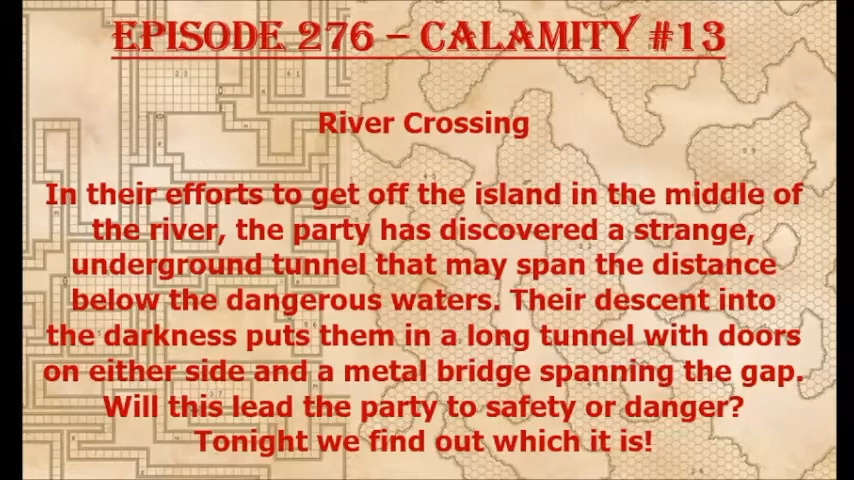 EPISODE 276 – CALAMITY #13
River Crossing
In their efforts to get off the island in the middle of
the river, the party has discovered a strange,
underground tunnel that may span the distance
below the dangerous waters. Their descent into
the darkness puts them in a long tunnel with doors
on either side and a metal bridge spanning the gap.
Will this lead the party to safety or danger?
Tonight we find out which it is!